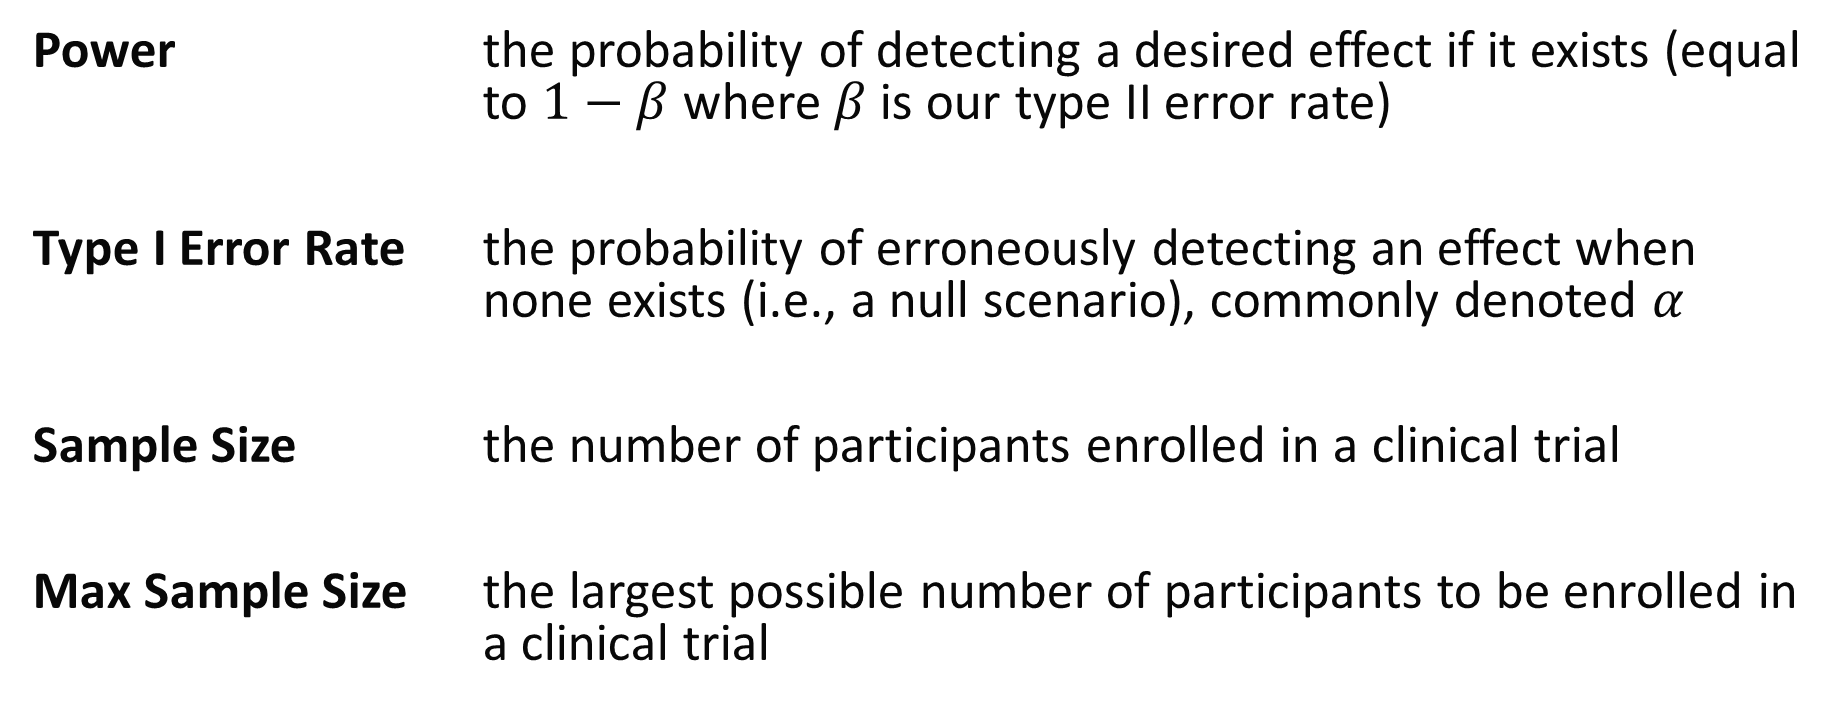 Power the probability of detecting a desired effect if it exists (equal
to 1 − β where β is our type II error rate)
Type I Error Rate the probability of erroneously detecting an effect when
none exists (i.e., a null scenario), commonly denoted α
Sample Size the number of participants enrolled in a clinical trial
Max Sample Size the largest possible number of participants to be enrolled in
a clinical trial